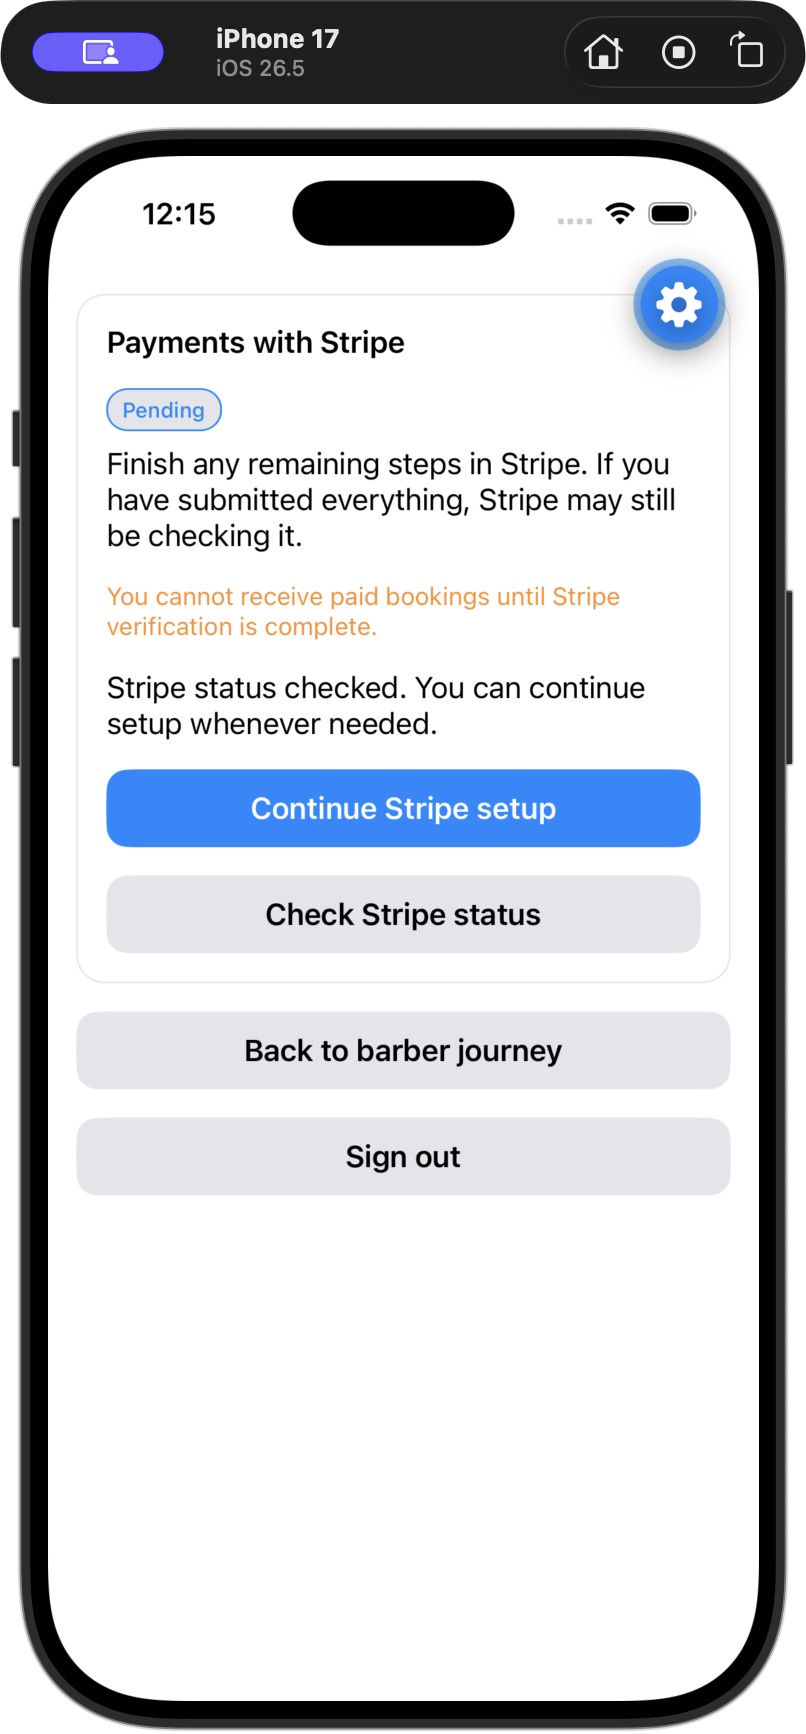 iPhone 17
iOS 26.5
12:15
Payments with Stripe
Pending
Finish any remaining steps in Stripe. If you
have submitted everything, Stripe may still
be checking it.
You cannot receive paid bookings until Stripe
verification is complete.
Stripe status checked. You can continue
setup whenever needed.
Continue Stripe setup
Check Stripe status
Back to barber journey
Sign out